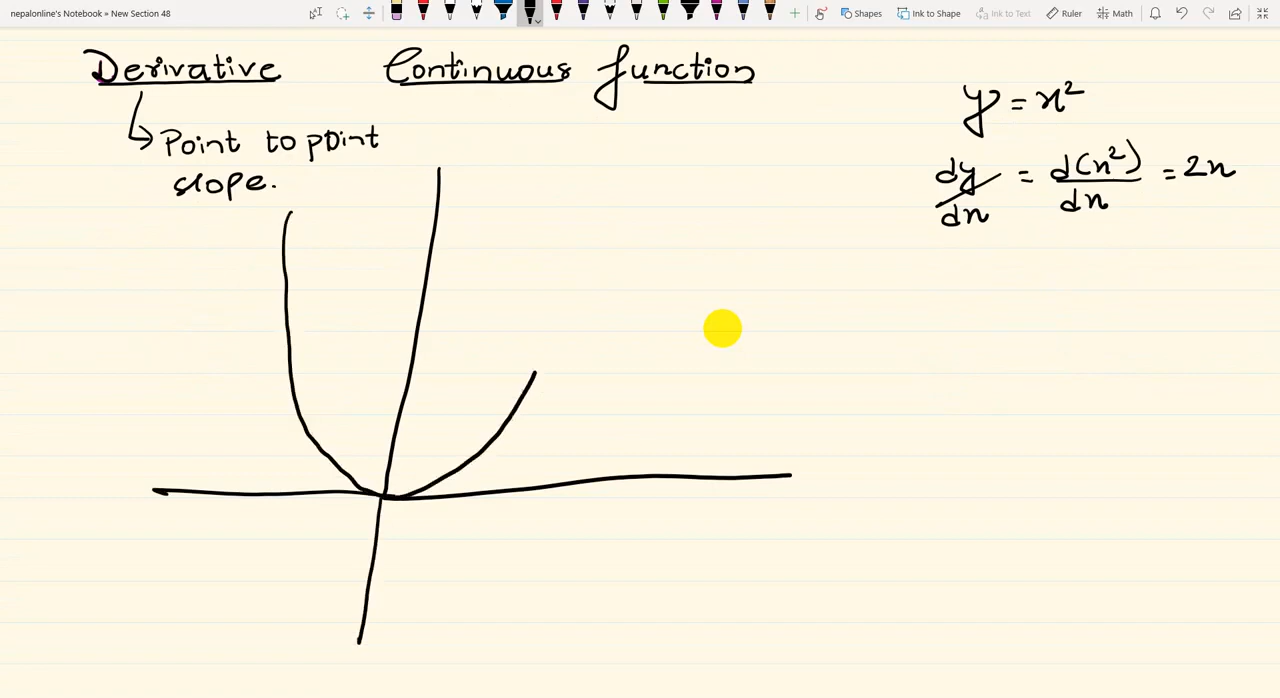 nepalonline's Notebook » New Section 48
Shapes Ink to Shape Ink to Text Ruler Math
Derivative Continuous function
Point to point
slope.
y = x²
dy/dx = d(x²)/dx = 2x